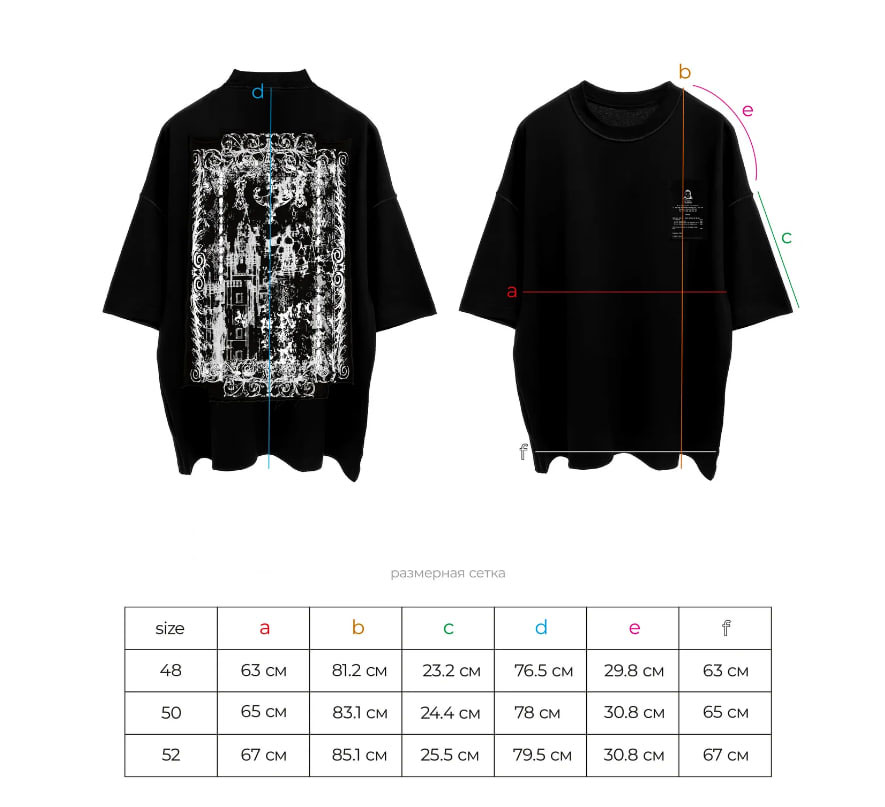 d
b
e
c
a
f
размерная сетка
size a b c d e f
48 63 см 81.2 см 23.2 см 76.5 см 29.8 см 63 см
50 65 см 83.1 см 24.4 см 78 см 30.8 см 65 см
52 67 см 85.1 см 25.5 см 79.5 см 30.8 см 67 см